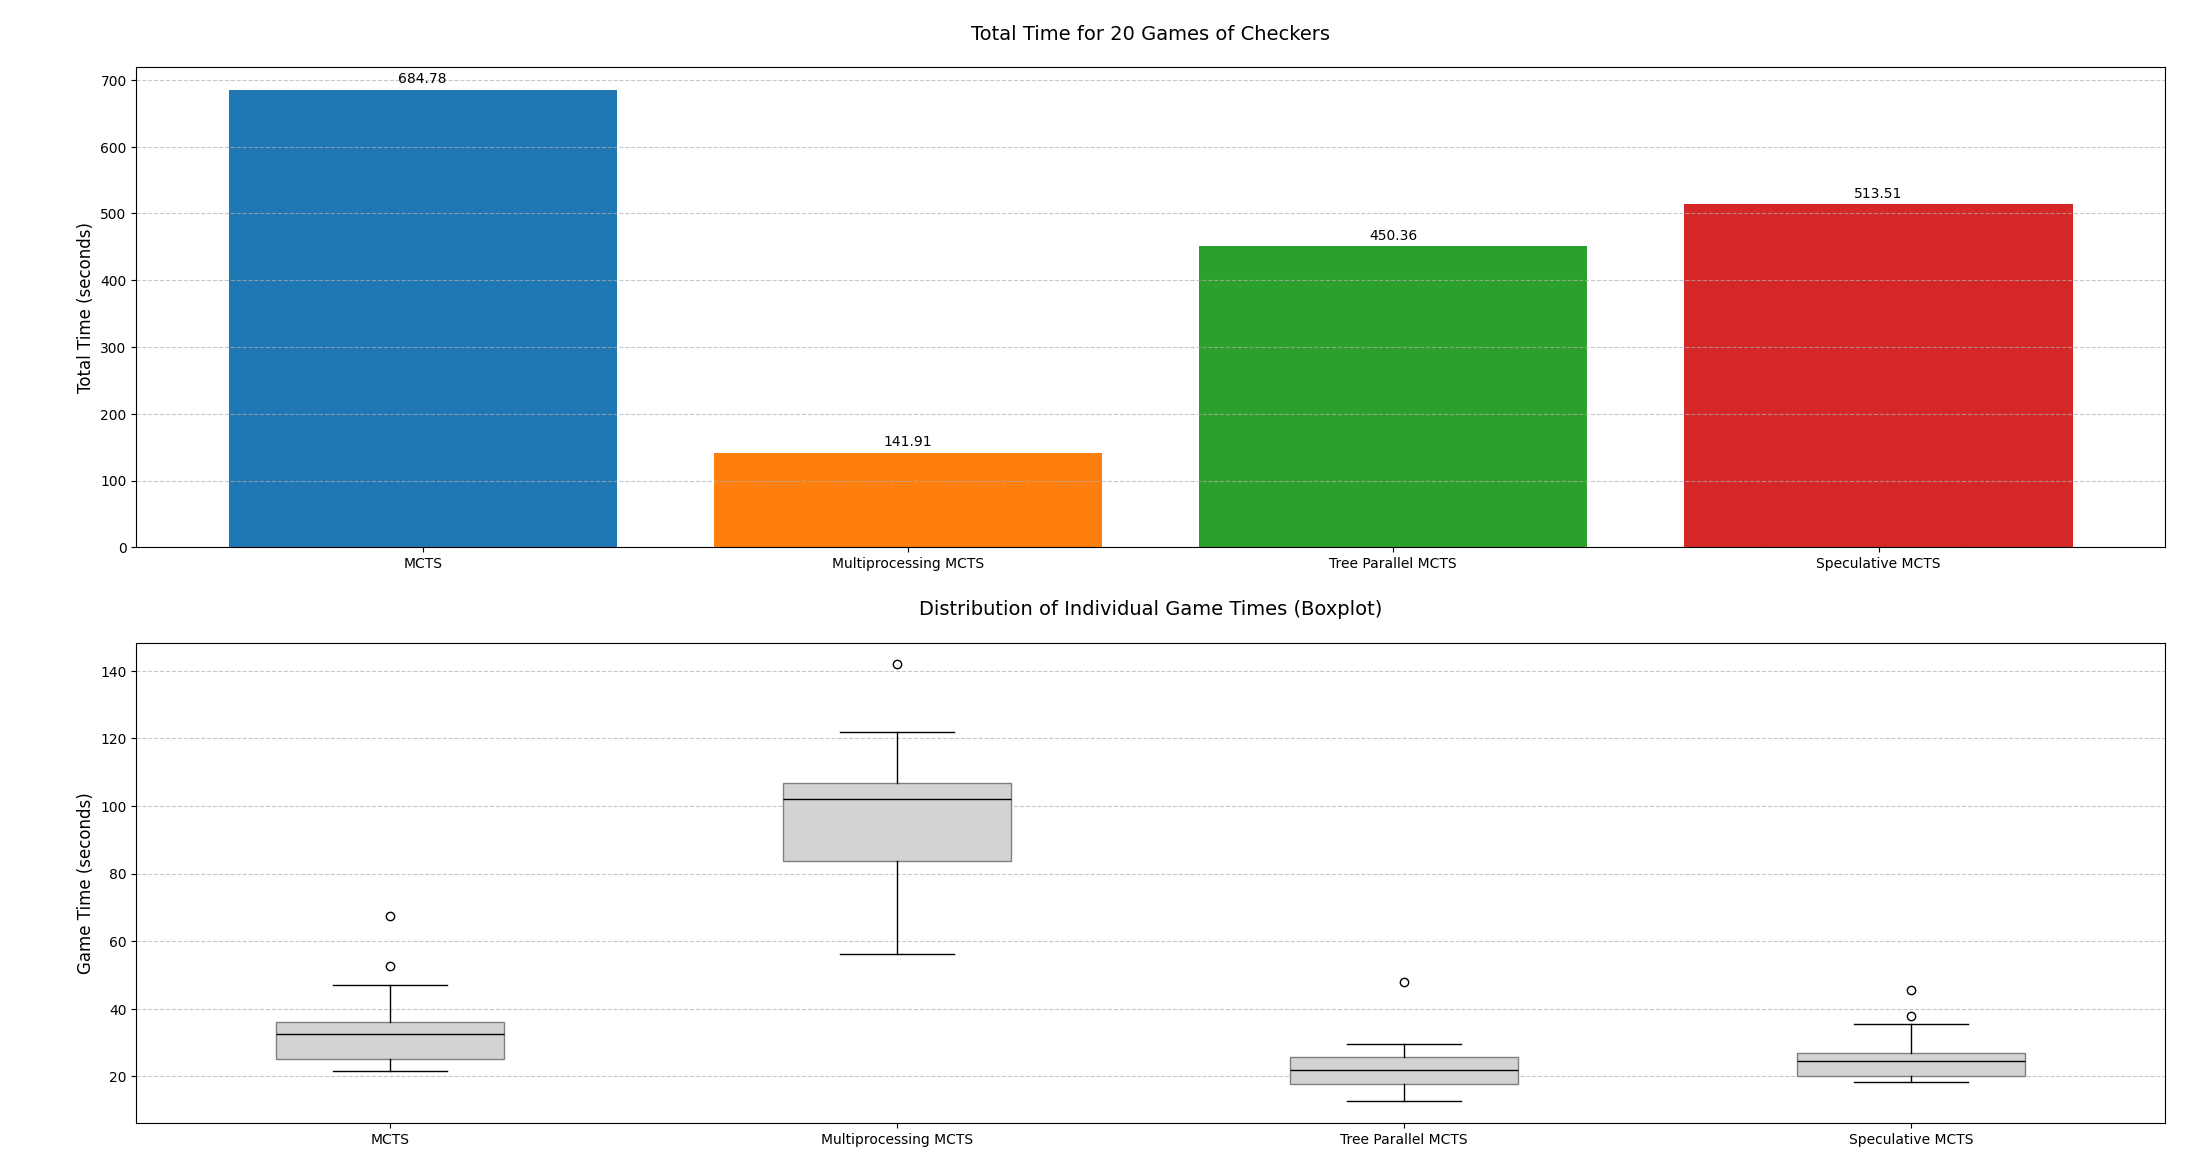 Total Time for 20 Games of Checkers
Total Time (seconds)
700
600
500
400
300
200
100
0
684.78
141.91
450.36
513.51
MCTS
Multiprocessing MCTS
Tree Parallel MCTS
Speculative MCTS
Distribution of Individual Game Times (Boxplot)
Game Time (seconds)
140
120
100
80
60
40
20
MCTS
Multiprocessing MCTS
Tree Parallel MCTS
Speculative MCTS